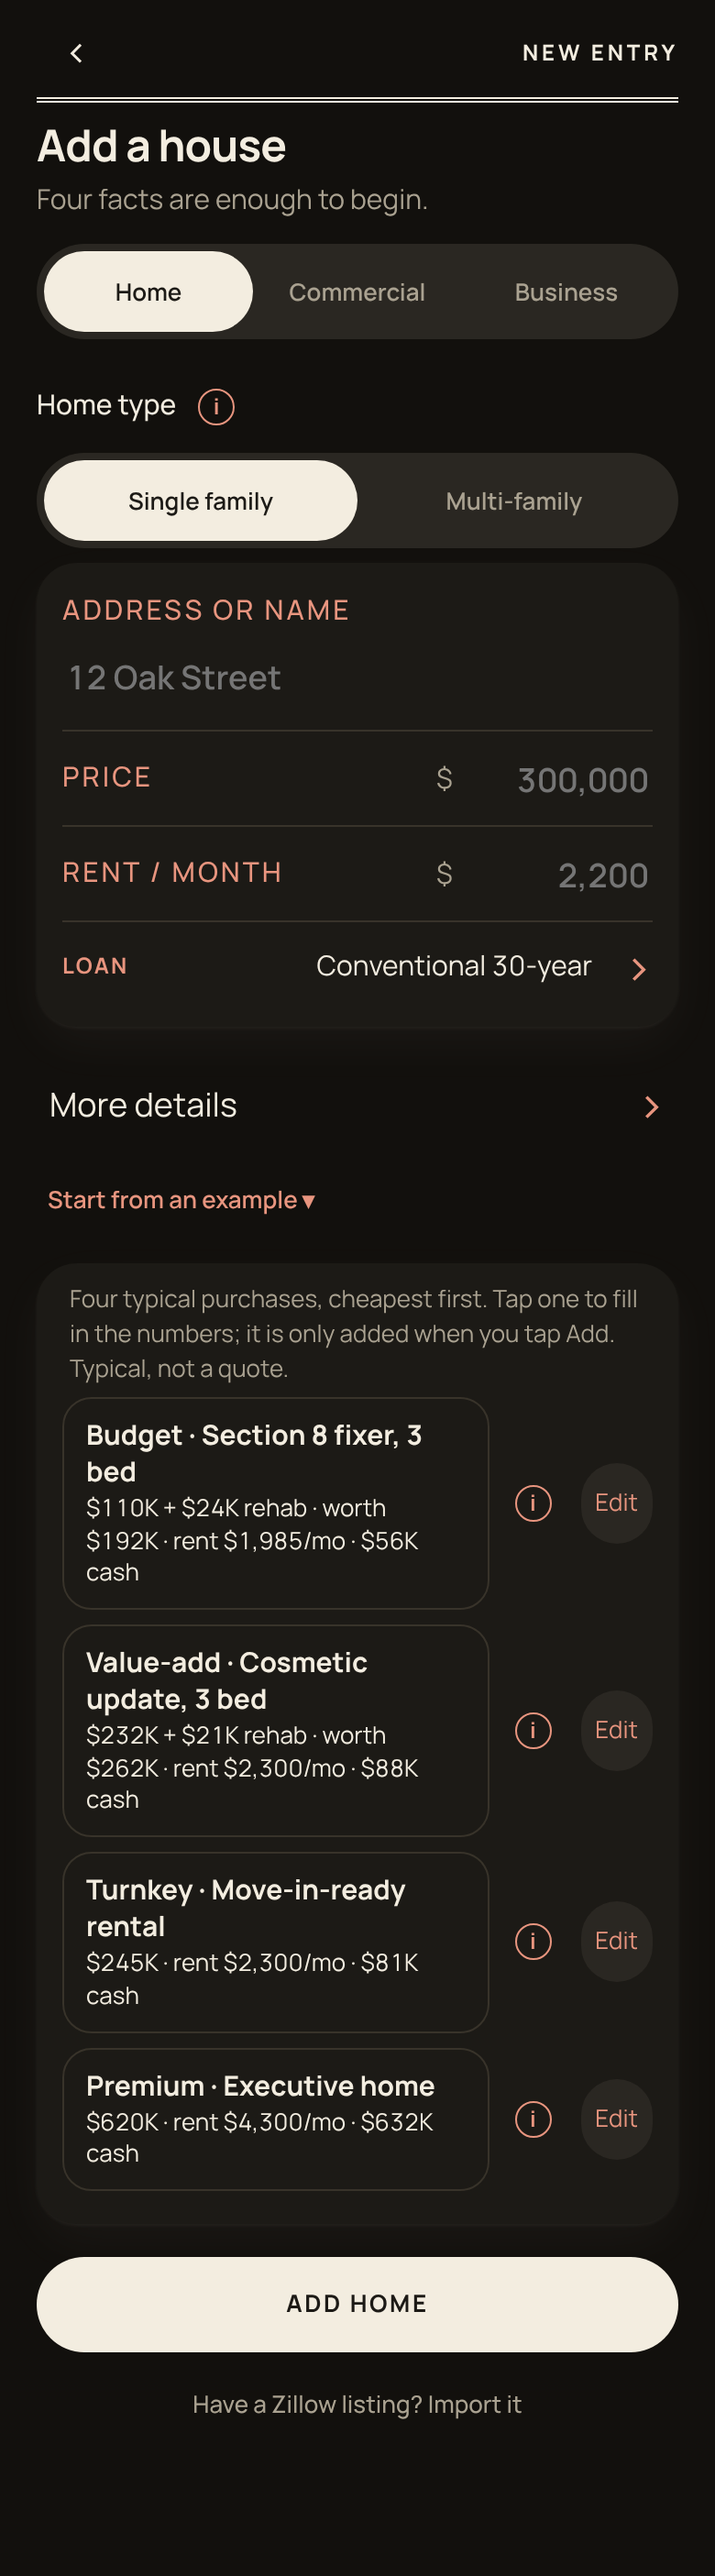 NEW ENTRY
Add a house
Four facts are enough to begin.
Home Commercial Business
Home type i
Single family Multi-family
ADDRESS OR NAME
12 Oak Street
PRICE $ 300,000
RENT / MONTH $ 2,200
LOAN Conventional 30-year
More details
Start from an example ▾
Four typical purchases, cheapest first. Tap one to fill
in the numbers; it is only added when you tap Add.
Typical, not a quote.
Budget · Section 8 fixer, 3
bed
$110K + $24K rehab · worth
$192K · rent $1,985/mo · $56K
cash
i Edit
Value-add · Cosmetic
update, 3 bed
$232K + $21K rehab · worth
$262K · rent $2,300/mo · $88K
cash
i Edit
Turnkey · Move-in-ready
rental
$245K · rent $2,300/mo · $81K
cash
i Edit
Premium · Executive home
$620K · rent $4,300/mo · $632K
cash
i Edit
ADD HOME
Have a Zillow listing? Import it